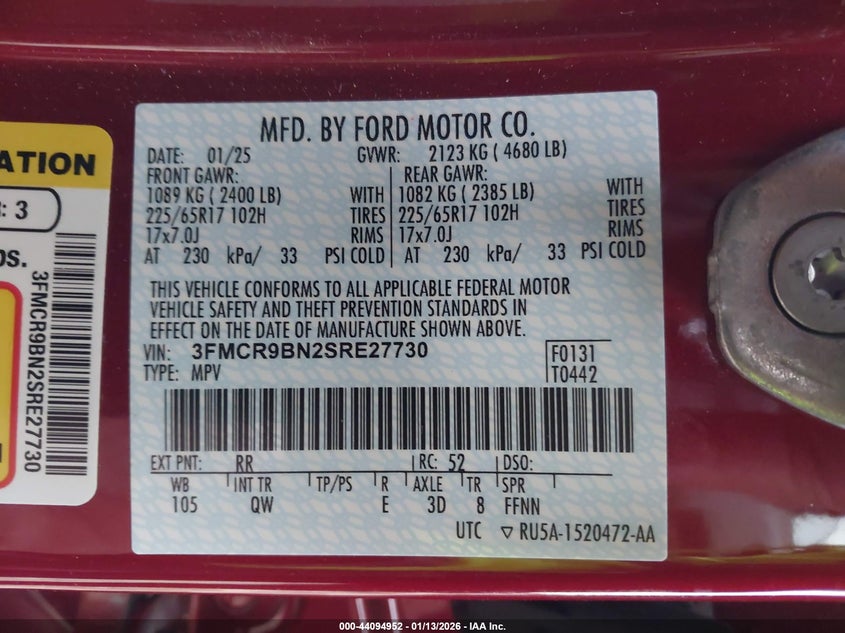 MFD. BY FORD MOTOR CO.
DATE: 01/25 GVWR: 2123 KG ( 4680 LB)
FRONT GAWR: REAR GAWR:
1089 KG ( 2400 LB) WITH 1082 KG ( 2385 LB) WITH
225/65R17 102H TIRES 225/65R17 102H TIRES
17x7.0J RIMS 17x7.0J RIMS
AT 230 kPa/ 33 PSI COLD AT 230 kPa/ 33 PSI COLD
THIS VEHICLE CONFORMS TO ALL APPLICABLE FEDERAL MOTOR
VEHICLE SAFETY AND THEFT PREVENTION STANDARDS IN
EFFECT ON THE DATE OF MANUFACTURE SHOWN ABOVE.
VIN: 3FMCR9BN2SRE27730 F0131
TYPE: MPV T0442
EXT PNT: RR RC: 52 DSO:
WB INT TR TP/PS R AXLE TR SPR
105 QW E 3D 8 FFNN
UTC ▽ RU5A-1520472-AA
ATION
: 3
3FMCR9BN2SRE27730
000-44094952 - 01/13/2026 - IAA Inc.